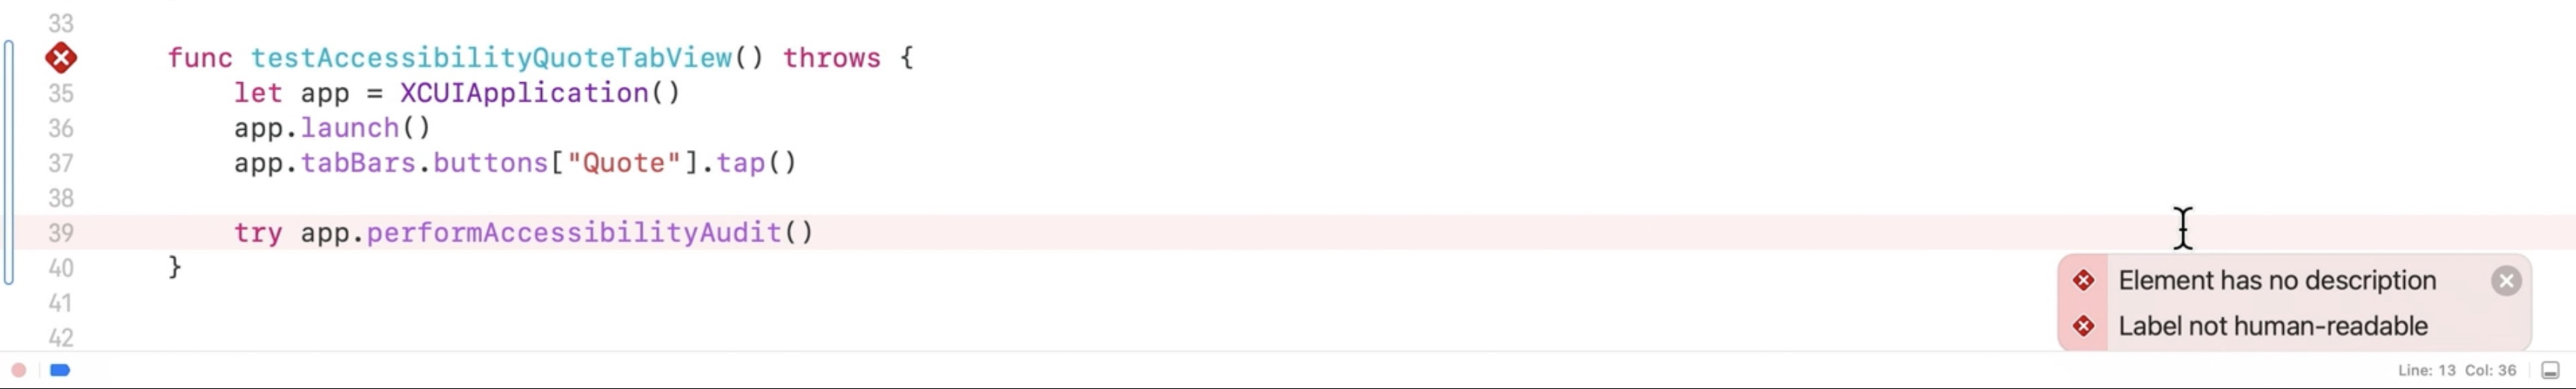 33
func testAccessibilityQuoteTabView() throws {
35 let app = XCUIApplication()
36 app.launch()
37 app.tabBars.buttons["Quote"].tap()
38
39 try app.performAccessibilityAudit()
40 }
Element has no description
41
Label not human-readable
42
Line: 13 Col: 36